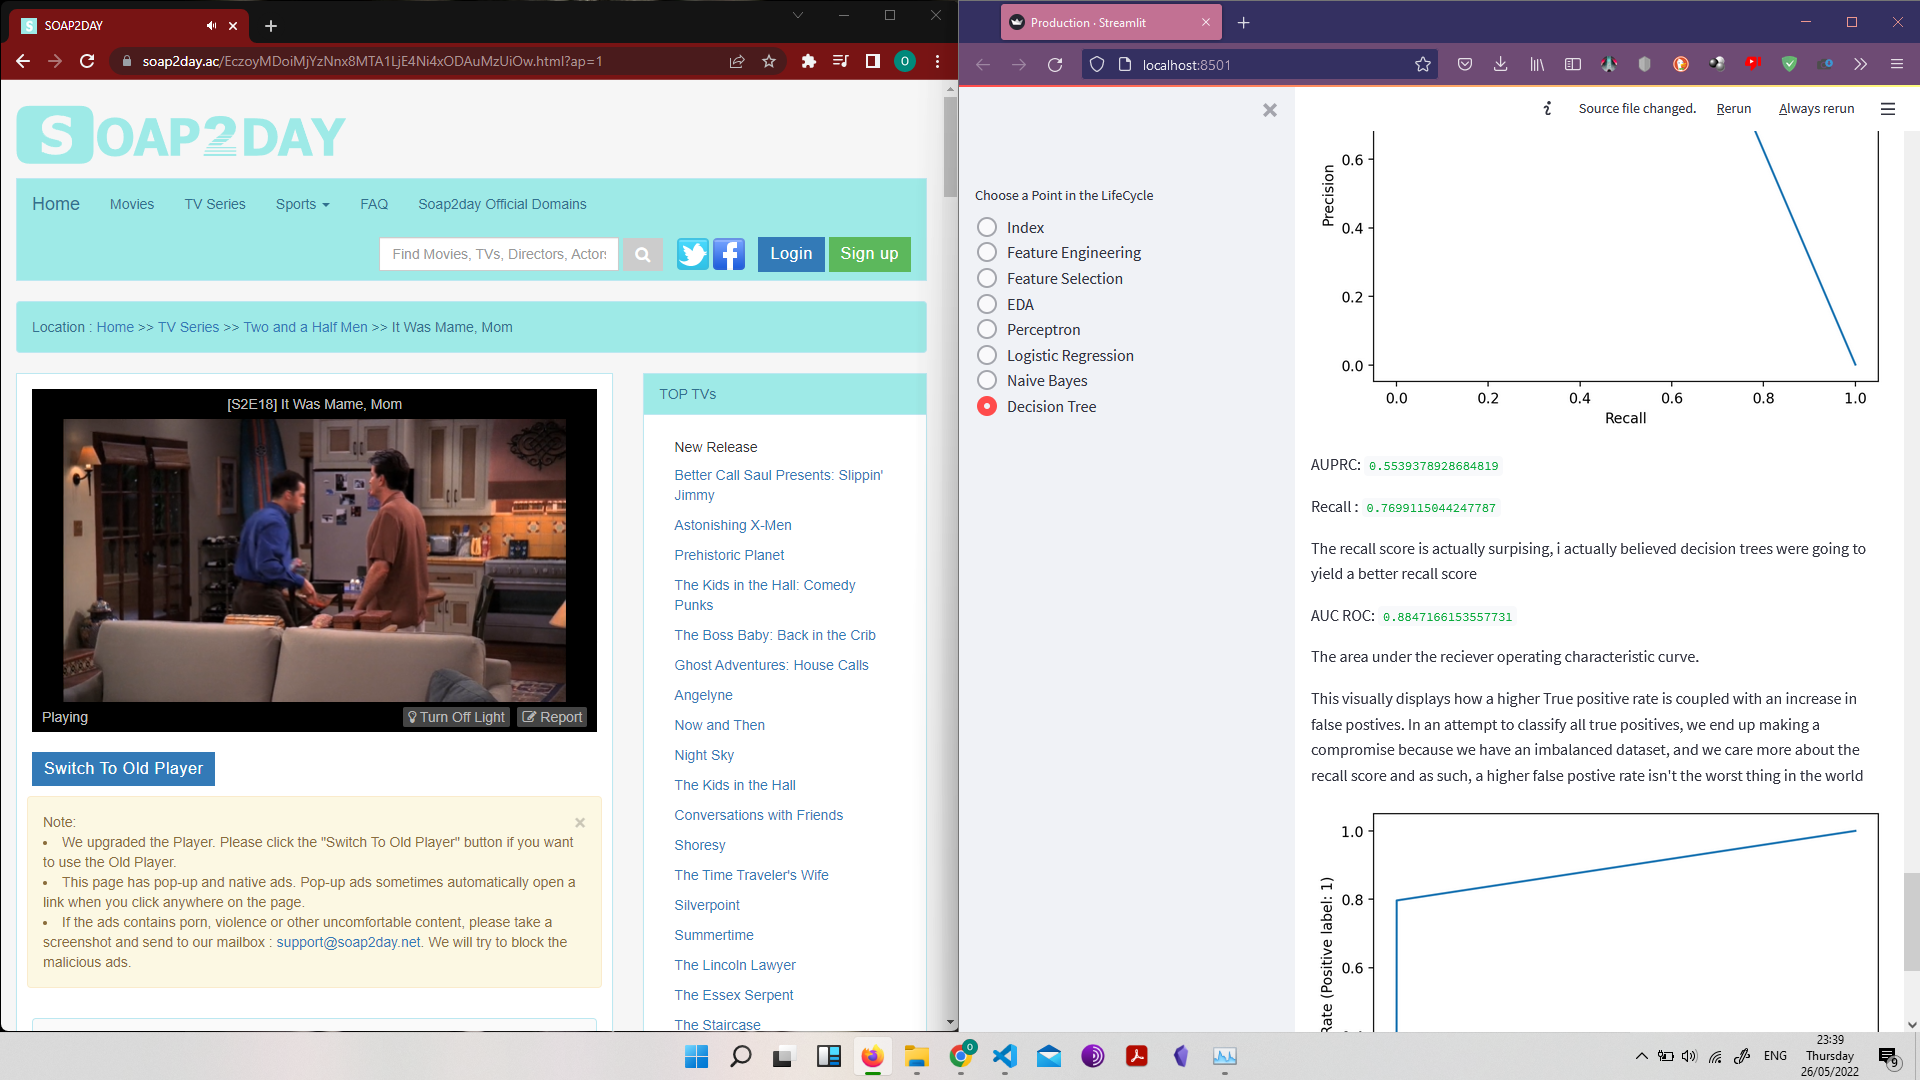 SOAP2DAY
soap2day.ac/EczoyMDoiMjYzNnx8MTA1LjE4Ni4xODAuMzUiOw.html?ap=1
O
SOAP2DAY
Home Movies TV Series Sports FAQ Soap2day Official Domains
Find Movies, TVs, Directors, Actors
Login
Sign up
Location : Home >> TV Series >> Two and a Half Men >> It Was Mame, Mom
[S2E18] It Was Mame, Mom
Playing
Turn Off Light
Report
Switch To Old Player
Note:
• We upgraded the Player. Please click the "Switch To Old Player" button if you want
to use the Old Player.
• This page has pop-up and native ads. Pop-up ads sometimes automatically open a
link when you click anywhere on the page.
• If the ads contains porn, violence or other uncomfortable content, please take a
screenshot and send to our mailbox : support@soap2day.net. We will try to block the
malicious ads.
TOP TVs
New Release
Better Call Saul Presents: Slippin'
Jimmy
Astonishing X-Men
Prehistoric Planet
The Kids in the Hall: Comedy
Punks
The Boss Baby: Back in the Crib
Ghost Adventures: House Calls
Angelyne
Now and Then
Night Sky
The Kids in the Hall
Conversations with Friends
Shoresy
The Time Traveler's Wife
Silverpoint
Summertime
The Lincoln Lawyer
The Essex Serpent
The Staircase
Production · Streamlit
localhost:8501
Source file changed. Rerun Always rerun
Choose a Point in the LifeCycle
Index
Feature Engineering
Feature Selection
EDA
Perceptron
Logistic Regression
Naive Bayes
Decision Tree
Precision
0.6
0.4
0.2
0.0
0.0 0.2 0.4 0.6 0.8 1.0
Recall
AUPRC: 0.5539378928684819
Recall : 0.7699115044247787
The recall score is actually surpising, i actually believed decision trees were going to
yield a better recall score
AUC ROC: 0.8847166153557731
The area under the reciever operating characteristic curve.
This visually displays how a higher True positive rate is coupled with an increase in
false postives. In an attempt to classify all true positives, we end up making a
compromise because we have an imbalanced dataset, and we care more about the
recall score and as such, a higher false postive rate isn't the worst thing in the world
1.0
0.8
0.6
Rate (Positive label: 1)
ENG
23:39
Thursday
26/05/2022
9